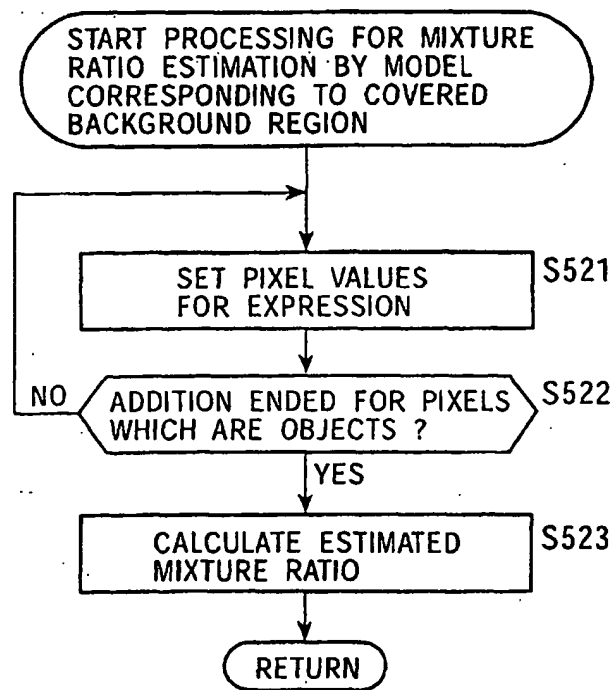 START PROCESSING FOR MIXTURE
RATIO ESTIMATION BY MODEL
CORRESPONDING TO COVERED
BACKGROUND REGION
SET PIXEL VALUES
FOR EXPRESSION
S521
NO
ADDITION ENDED FOR PIXELS
WHICH ARE OBJECTS ?
S522
YES
CALCULATE ESTIMATED
MIXTURE RATIO
S523
RETURN